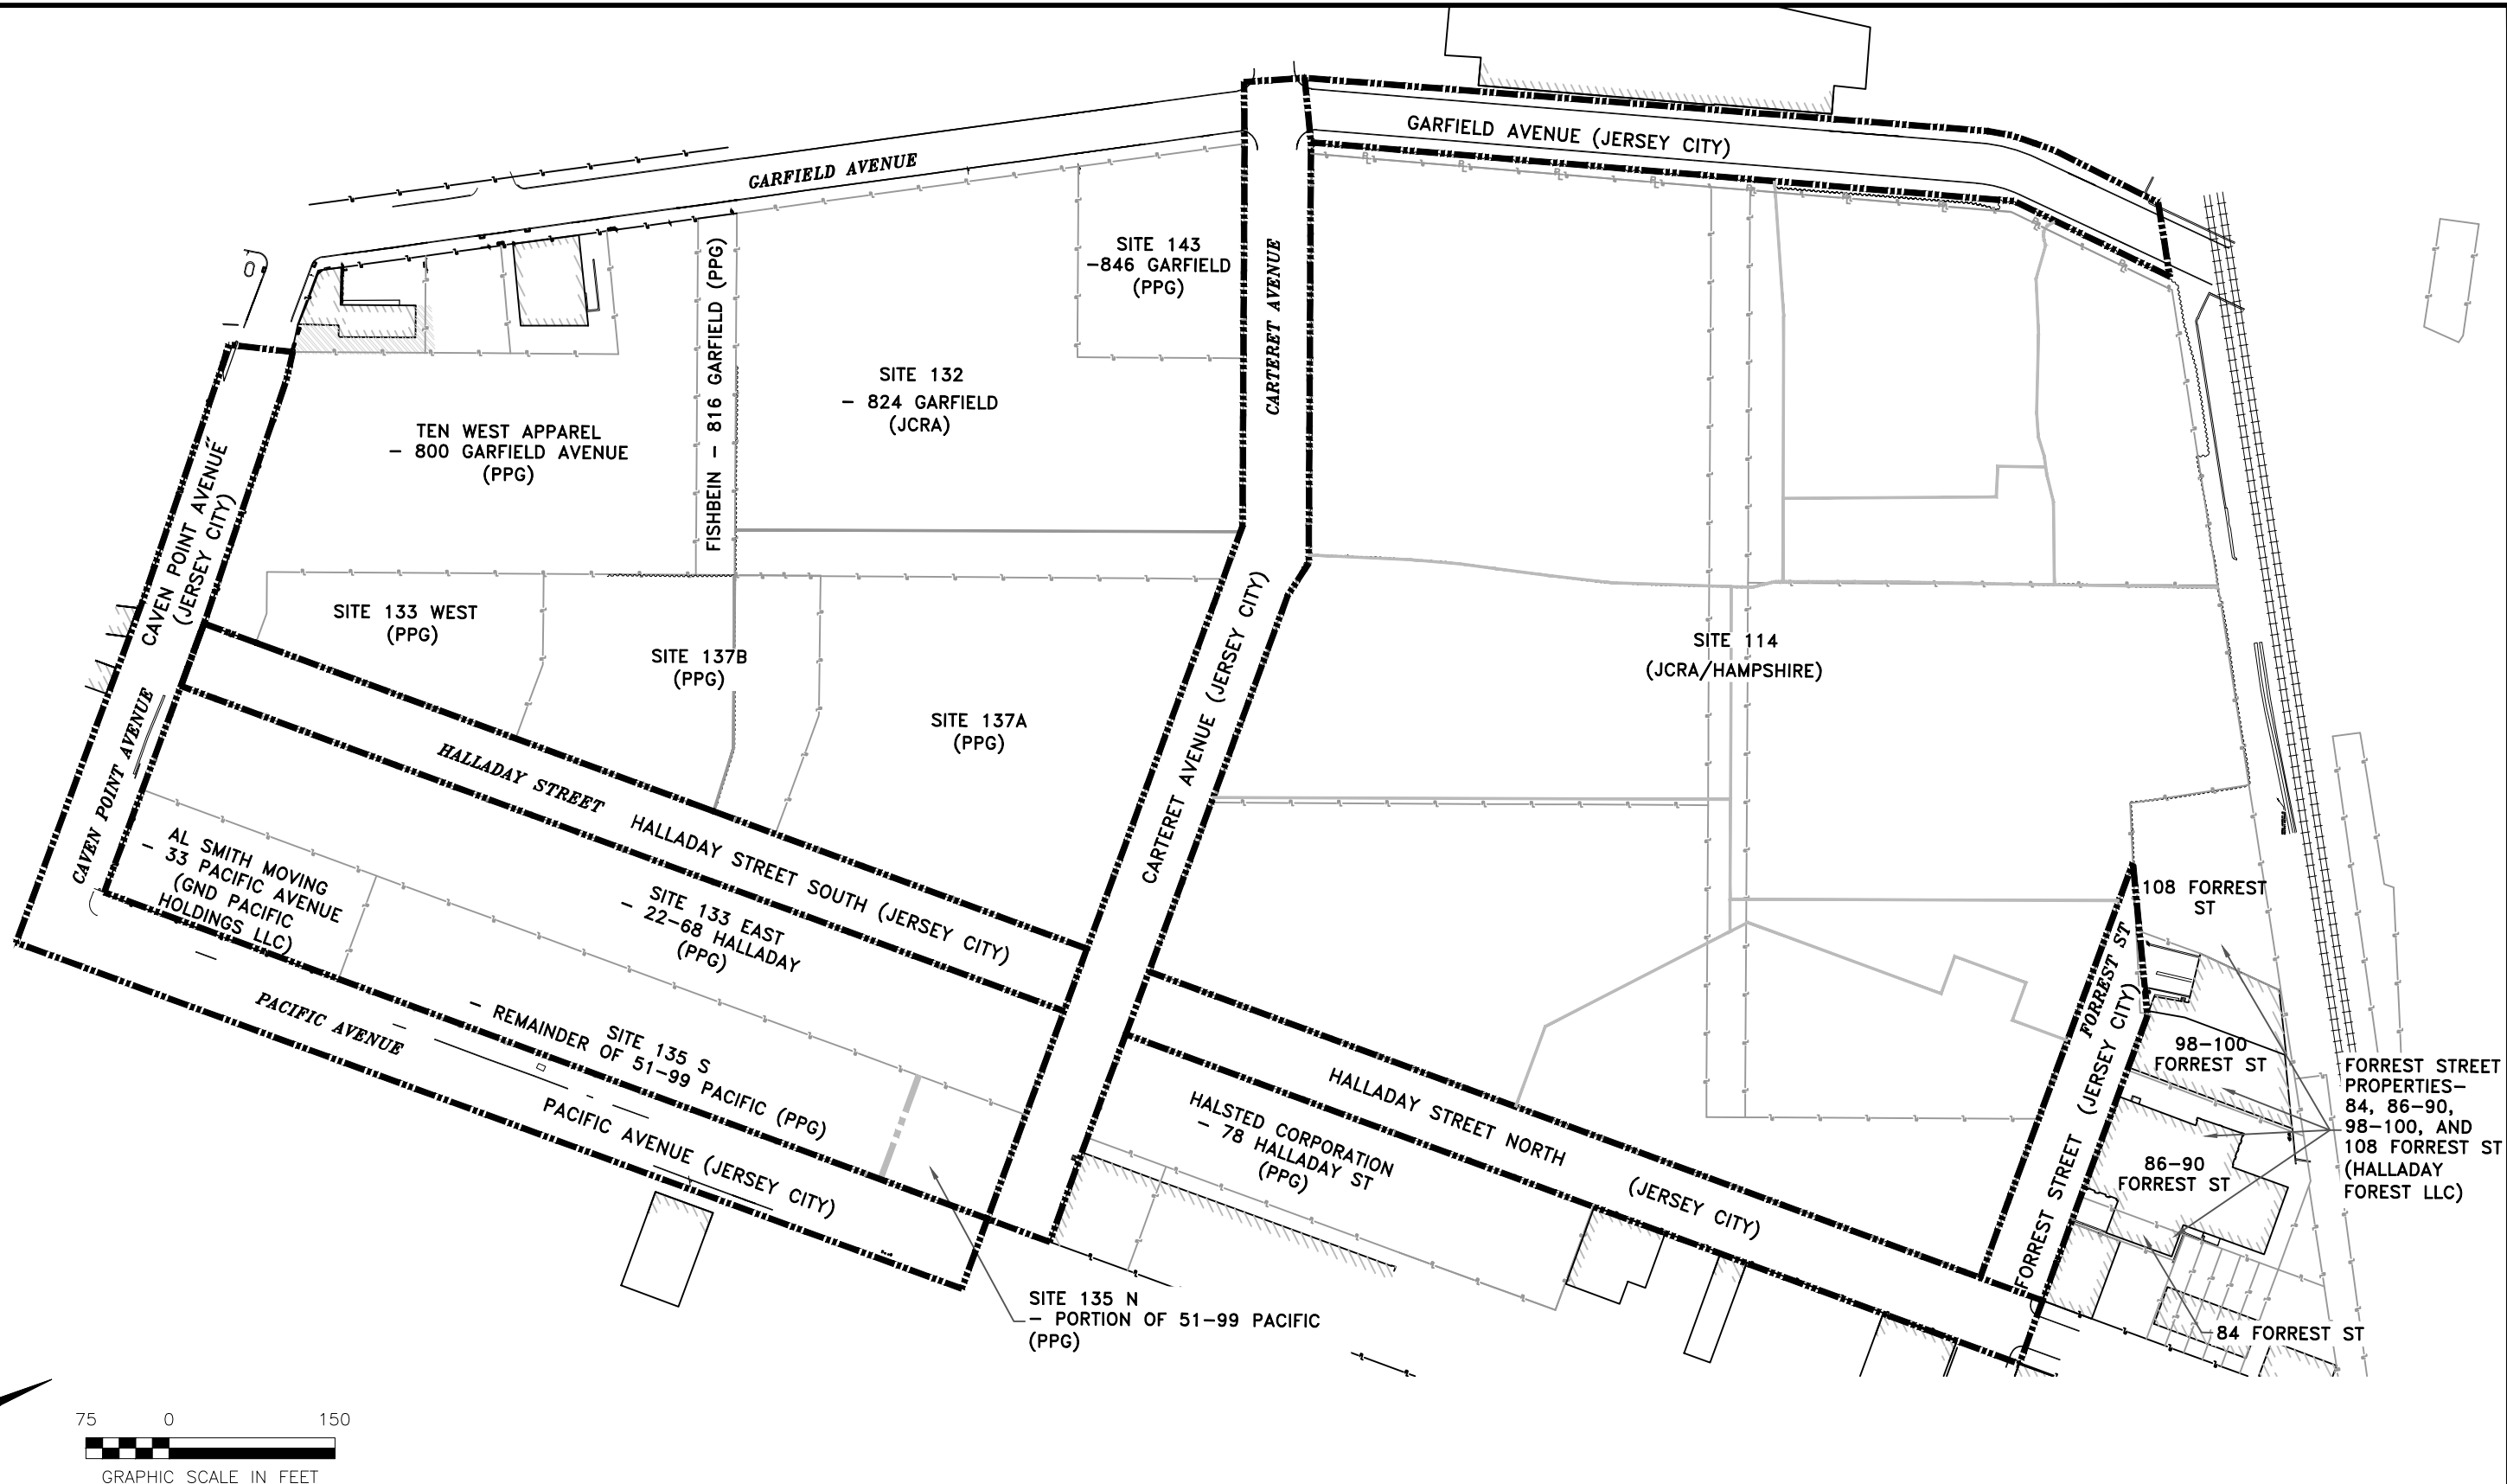 GARFIELD AVENUE (JERSEY CITY)
GARFIELD AVENUE
SITE 143
-846 GARFIELD
(PPG)
CARTERET AVENUE
FISHBEIN - 816 GARFIELD (PPG)
SITE 132
- 824 GARFIELD
(JCRA)
TEN WEST APPAREL
- 800 GARFIELD AVENUE
(PPG)
CAVEN POINT AVENUE
(JERSEY CITY)
SITE 133 WEST
(PPG)
SITE 137B
(PPG)
SITE 137A
(PPG)
CARTERET AVENUE (JERSEY CITY)
SITE 114
(JCRA/HAMPSHIRE)
CAVEN POINT AVENUE
HALLADAY STREET
HALLADAY STREET SOUTH (JERSEY CITY)
AL SMITH MOVING
- 33 PACIFIC AVENUE
(GND PACIFIC
HOLDINGS LLC)
SITE 133 EAST
- 22-68 HALLADAY
(PPG)
108 FORREST
ST
FORREST ST
PACIFIC AVENUE
SITE 135 S
- REMAINDER OF 51-99 PACIFIC (PPG)
PACIFIC AVENUE (JERSEY CITY)
HALSTED CORPORATION
- 78 HALLADAY ST
(PPG)
HALLADAY STREET NORTH
(JERSEY CITY)
FORREST STREET (JERSEY CITY)
98-100
FORREST ST
86-90
FORREST ST
FORREST STREET
PROPERTIES-
84, 86-90,
98-100, AND
108 FORREST ST
(HALLADAY
FOREST LLC)
SITE 135 N
- PORTION OF 51-99 PACIFIC
(PPG)
84 FORREST ST
75 0 150
GRAPHIC SCALE IN FEET